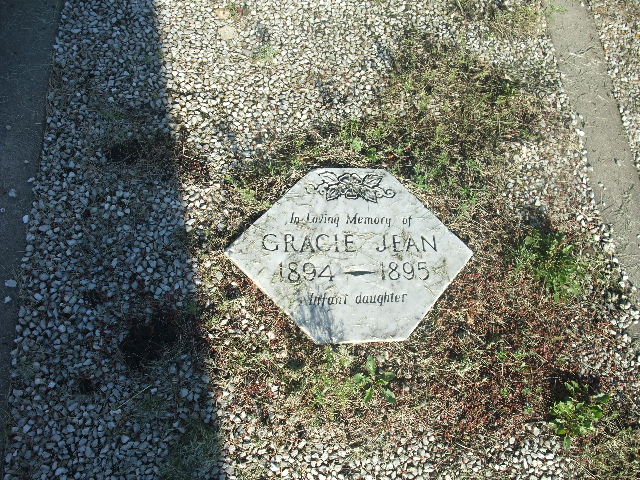 In Loving Memory of
GRACIE JEAN
1894 — 1895
Infant daughter